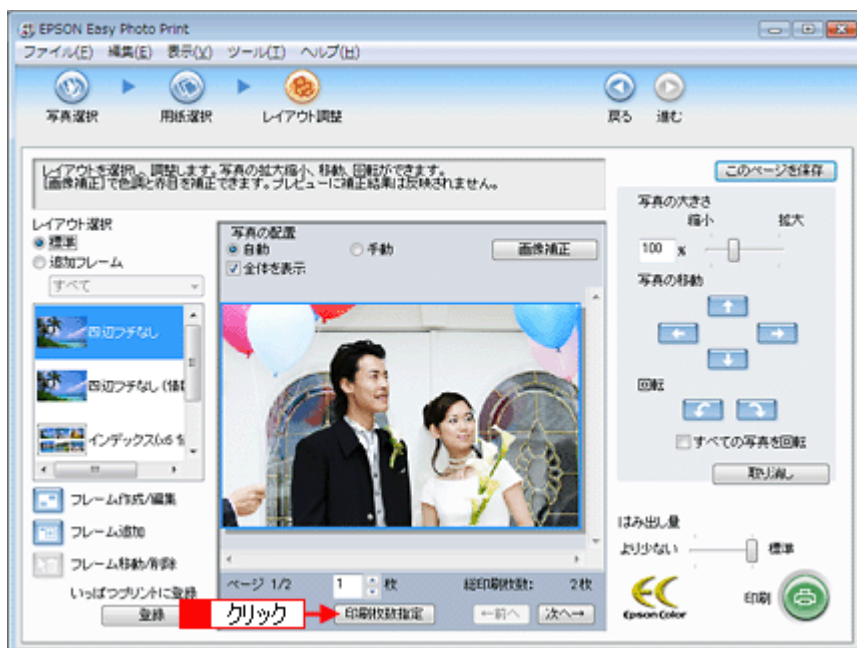 EPSON Easy Photo Print
ファイル(F) 編集(E) 表示(V) ツール(T) ヘルプ(H)
写真選択 用紙選択 レイアウト調整 戻る 進む
レイアウトを選択し、調整します。写真の拡大縮小、移動、回転ができます。
[画像補正]で色調と赤目を補正できます。プレビューに補正結果は反映されません。
このページを保存
レイアウト選択
標準
追加フレーム
すべて
四辺フチなし
四辺フチなし (情報
インデックス(x6
フレーム作成/編集
フレーム追加
フレーム移動/削除
いっぱつプリントに登録
登録
写真の配置
自動 手動 画像補正
全体を表示
ページ 1/2 1 枚 総印刷枚数: 2枚
クリック
印刷枚数指定 ←前へ 次へ→
写真の大きさ
縮小 拡大
100 %
写真の移動
回転
すべての写真を回転
取り消し
はみ出し量
より少ない 標準
Epson Color
印刷